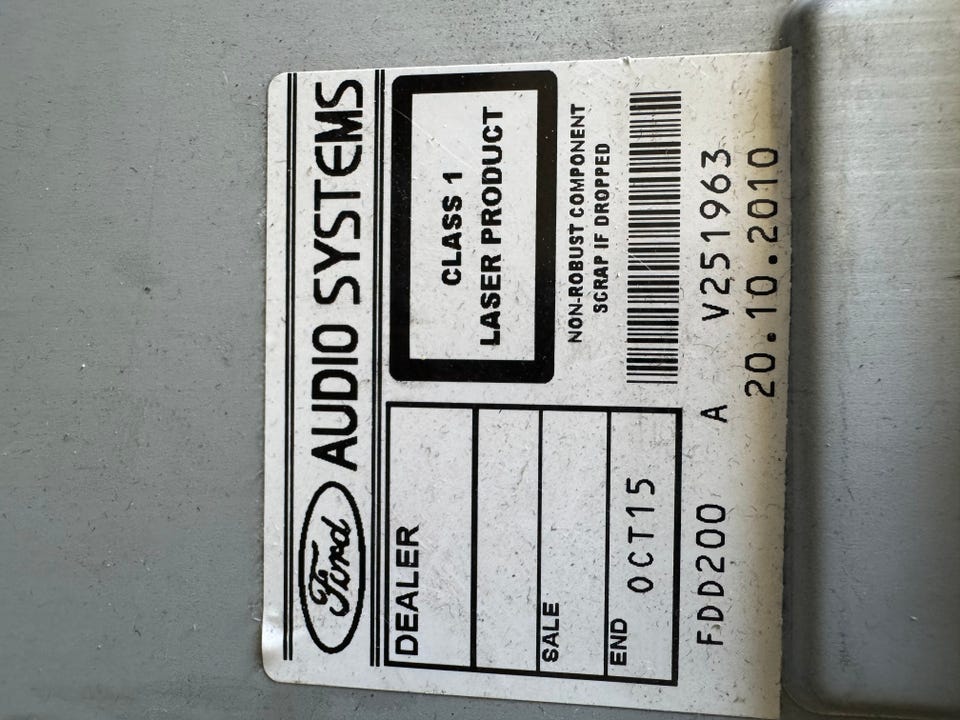 Ford AUDIO SYSTEMS
DEALER
SALE
END OCT15
CLASS 1
LASER PRODUCT
NON-ROBUST COMPONENT
SCRAP IF DROPPED
FDD200 A V251963
20.10.2010